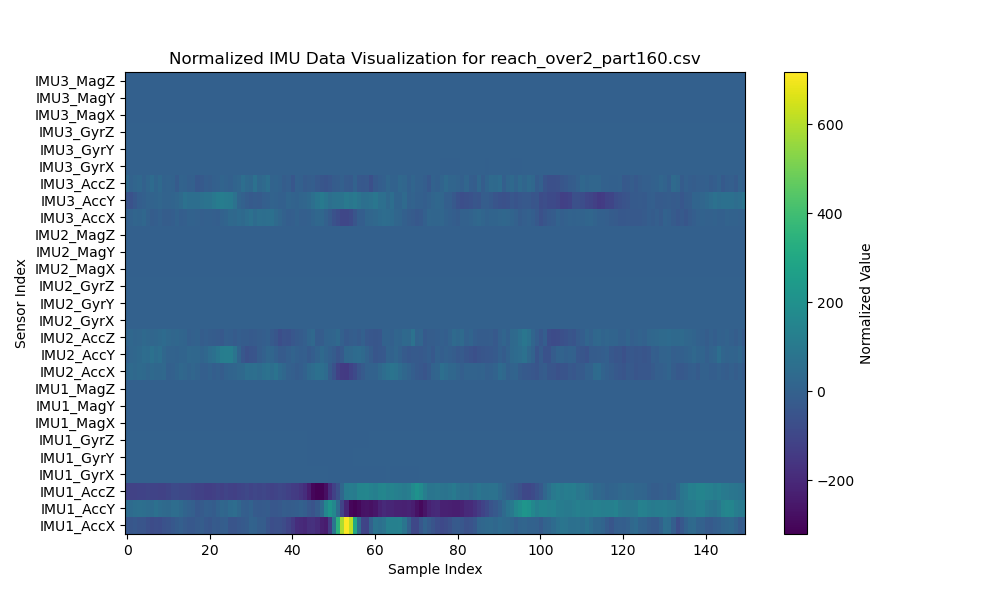 Normalized IMU Data Visualization for reach_over2_part160.csv
IMU3_MagZ
IMU3_MagY
IMU3_MagX
IMU3_GyrZ
IMU3_GyrY
IMU3_GyrX
IMU3_AccZ
IMU3_AccY
IMU3_AccX
IMU2_MagZ
IMU2_MagY
IMU2_MagX
IMU2_GyrZ
IMU2_GyrY
IMU2_GyrX
IMU2_AccZ
IMU2_AccY
IMU2_AccX
IMU1_MagZ
IMU1_MagY
IMU1_MagX
IMU1_GyrZ
IMU1_GyrY
IMU1_GyrX
IMU1_AccZ
IMU1_AccY
IMU1_AccX
Sensor Index
0 20 40 60 80 100 120 140
Sample Index
600
400
200
0
−200
Normalized Value